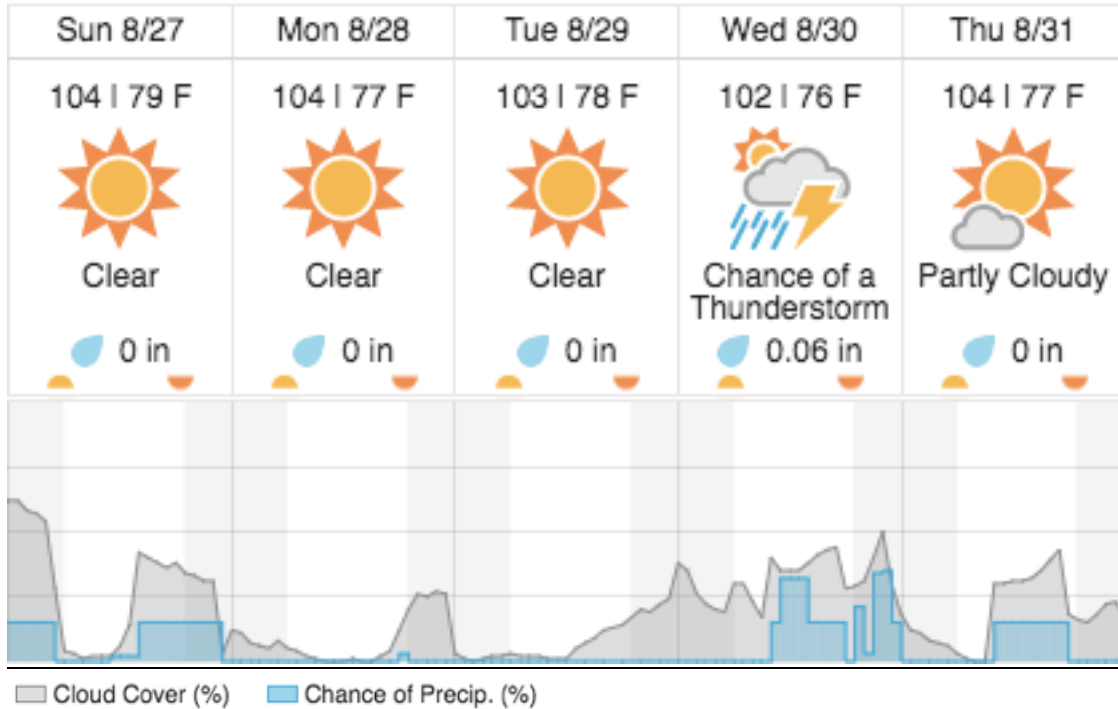 Sun 8/27
Mon 8/28
Tue 8/29
Wed 8/30
Thu 8/31
104 | 79 F
104 | 77 F
103 | 78 F
102 | 76 F
104 | 77 F
Clear
Clear
Clear
Chance of a
Thunderstorm
Partly Cloudy
0 in
0 in
0 in
0.06 in
0 in
Cloud Cover (%)
Chance of Precip. (%)